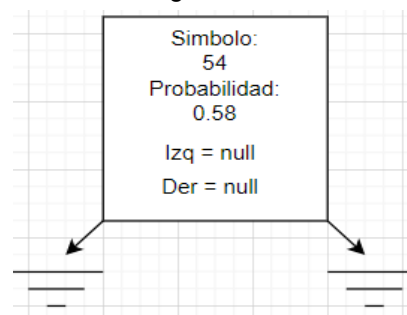 Simbolo:
54
Probabilidad:
0.58
Izq = null
Der = null